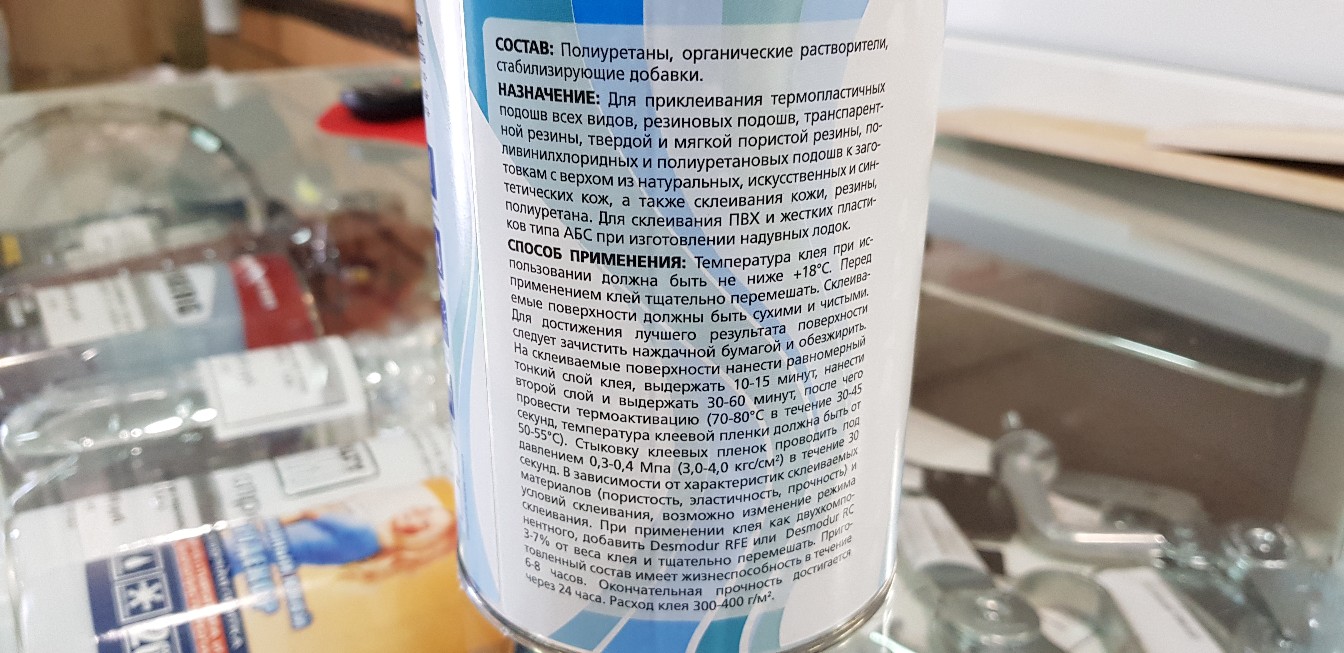 СОСТАВ: Полиуретаны, органические растворители,
стабилизирующие добавки.
НАЗНАЧЕНИЕ: Для приклеивания термопластичных
подошв всех видов, резиновых подошв, транспарент-
ной резины, твердой и мягкой пористой резины, по-
ливинилхлоридных и полиуретановых подошв к заго-
товкам с верхом из натуральных, искусственных и син-
тетических кож, а также склеивания кожи, резины,
полиуретана. Для склеивания ПВХ и жестких пласти-
ков типа АБС при изготовлении надувных лодок.
СПОСОБ ПРИМЕНЕНИЯ: Температура клея при ис-
пользовании должна быть не ниже +18°С. Перед
применением клей тщательно перемешать. Склеива-
емые поверхности должны быть сухими и чистыми.
Для достижения лучшего результата поверхности
следует зачистить наждачной бумагой и обезжирить.
На склеиваемые поверхности нанести равномерный
тонкий слой клея, выдержать 10-15 минут, нанести
второй слой и выдержать 30-60 минут, после чего
провести термоактивацию (70-80°С в течение 30-45
секунд, температура клеевой пленки должна быть от
50-55°С). Стыковку клеевых пленок проводить под
давлением 0,3-0,4 Мпа (3,0-4,0 кгс/см²) в течение 30
секунд. В зависимости от характеристик склеиваемых
материалов (пористость, эластичность, прочность) и
условий склеивания, возможно изменение режима
склеивания. При применении клея как двухкомпо-
нентного, добавить Desmodur RFE или Desmodur RC
3-7% от веса клея и тщательно перемешать. Приго-
товленный состав имеет жизнеспособность в течение
6-8 часов. Окончательная прочность достигается
через 24 часа. Расход клея 300-400 г/м².